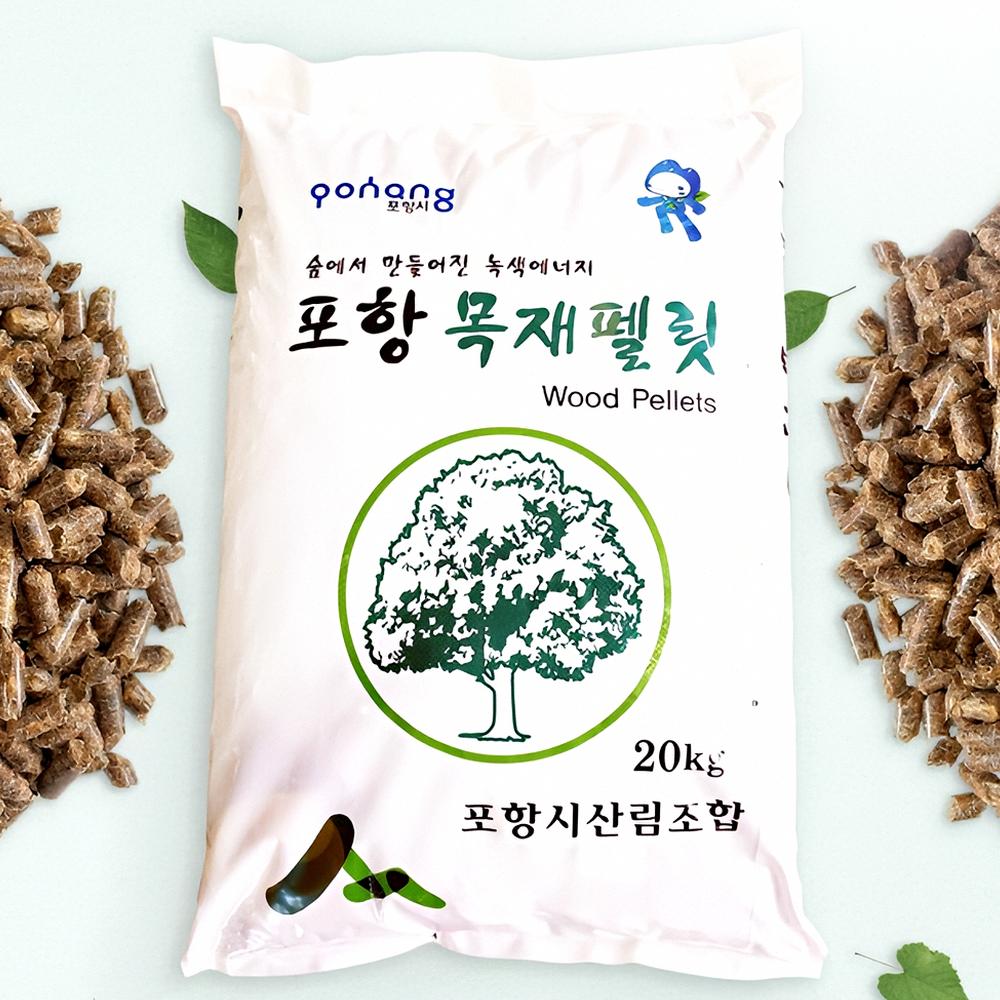 pohang
포항시
숲에서 만들어진 녹색에너지
포항 목재펠릿
Wood Pellets
20kg
포항시산림조합